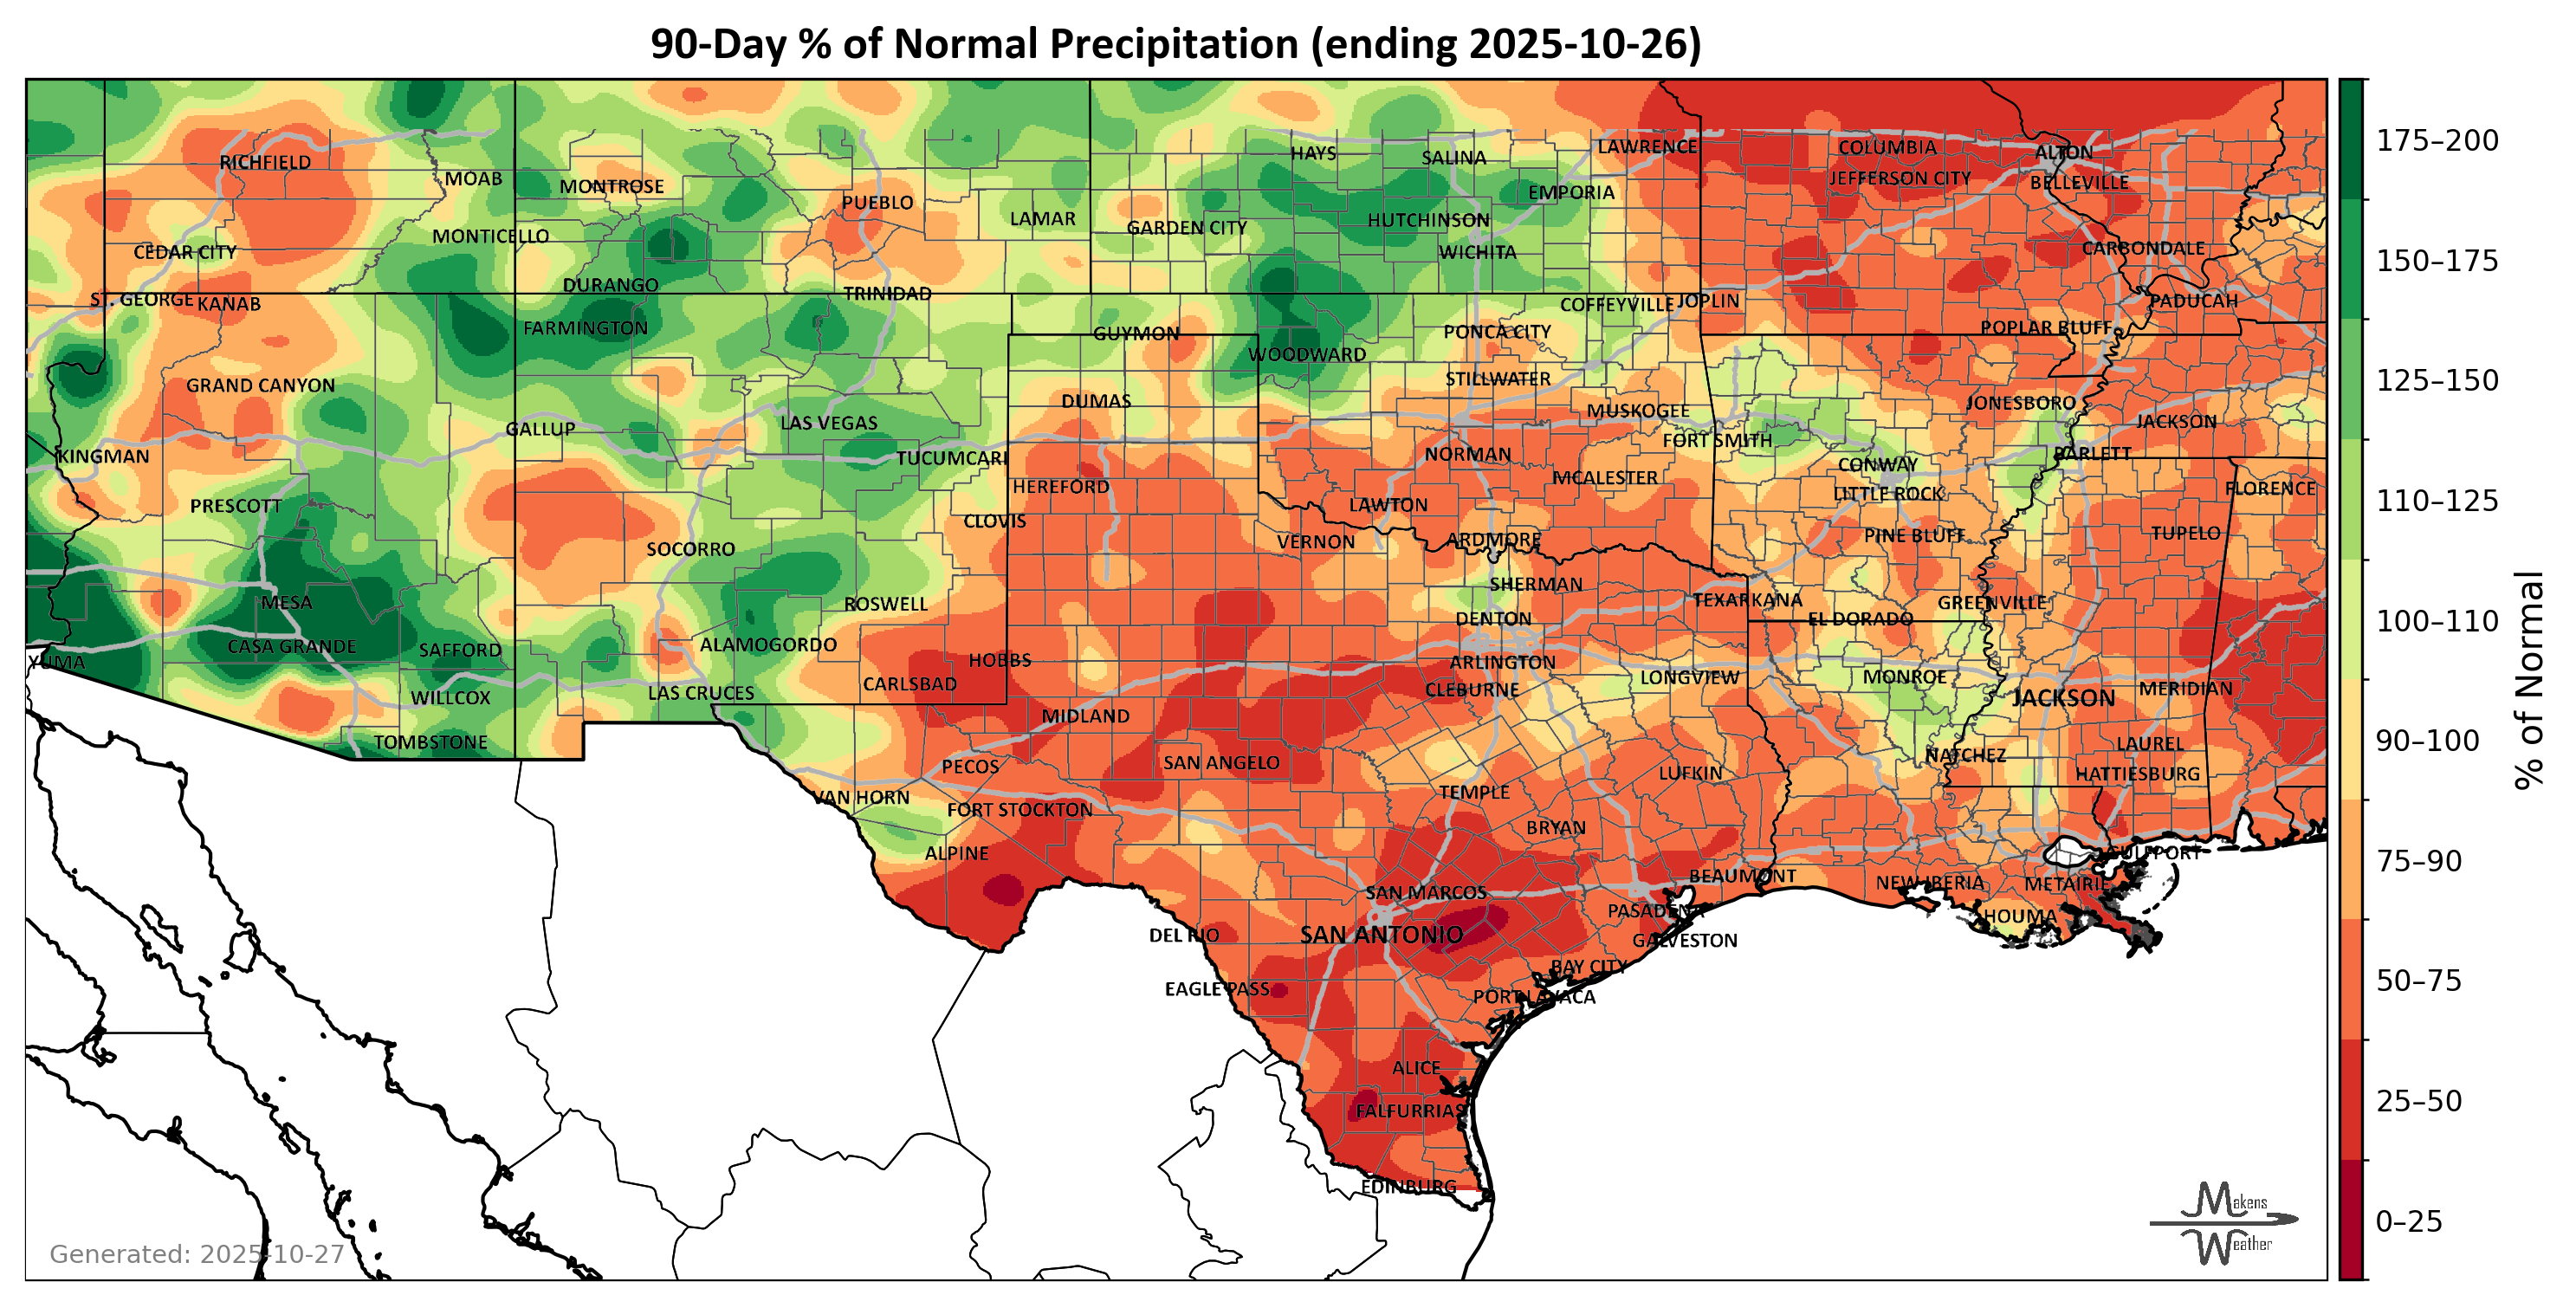 90-Day % of Normal Precipitation (ending 2025-10-26)
HAYS
SALINA
LAWRENCE
COLUMBIA
ALTON
RICHFIELD
MOAB
MONTROSE
JEFFERSON CITY
BELLEVILLE
PUEBLO
EMPORIA
LAMAR
GARDEN CITY
HUTCHINSON
MONTICELLO
CEDAR CITY
WICHITA
CARBONDALE
DURANGO
TRINIDAD
ST. GEORGE
KANAB
COFFEYVILLE
JOPLIN
PADUCAH
FARMINGTON
GUYMON
PONCA CITY
POPLAR BLUFF
WOODWARD
GRAND CANYON
STILLWATER
DUMAS
MUSKOGEE
JONESBORO
JACKSON
LAS VEGAS
GALLUP
FORT SMITH
KINGMAN
TUCUMCARI
NORMAN
BARLETT
CONWAY
MCALESTER
HEREFORD
LITTLE ROCK
FLORENCE
PRESCOTT
LAWTON
CLOVIS
PINE BLUFF
TUPELO
SOCORRO
VERNON
ARDMORE
SHERMAN
MESA
ROSWELL
TEXARKANA
GREENVILLE
DENTON
EL DORADO
CASA GRANDE
SAFFORD
ALAMOGORDO
YUMA
HOBBS
ARLINGTON
LONGVIEW
MONROE
CARLSBAD
CLEBURNE
MERIDIAN
WILLCOX
LAS CRUCES
JACKSON
MIDLAND
TOMBSTONE
LAUREL
NATCHEZ
PECOS
SAN ANGELO
LUFKIN
HATTIESBURG
VAN HORN
TEMPLE
FORT STOCKTON
BRYAN
ALPINE
GULFPORT
BEAUMONT
NEW IBERIA
METAIRIE
SAN MARCOS
PASADENA
HOUMA
DEL RIO
SAN ANTONIO
GALVESTON
BAY CITY
EAGLE PASS
PORT LAVACA
ALICE
FALFURRIAS
EDINBURG
175–200
150–175
125–150
110–125
100–110
90–100
75–90
50–75
25–50
0–25
% of Normal
Generated: 2025-10-27
Makens
Weather